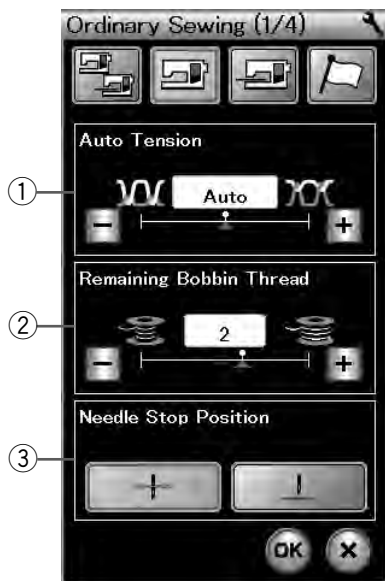 Ordinary Sewing (1/4)
Auto Tension
① Auto
− +
Remaining Bobbin Thread
② 2
− +
Needle Stop Position
③
OK ×